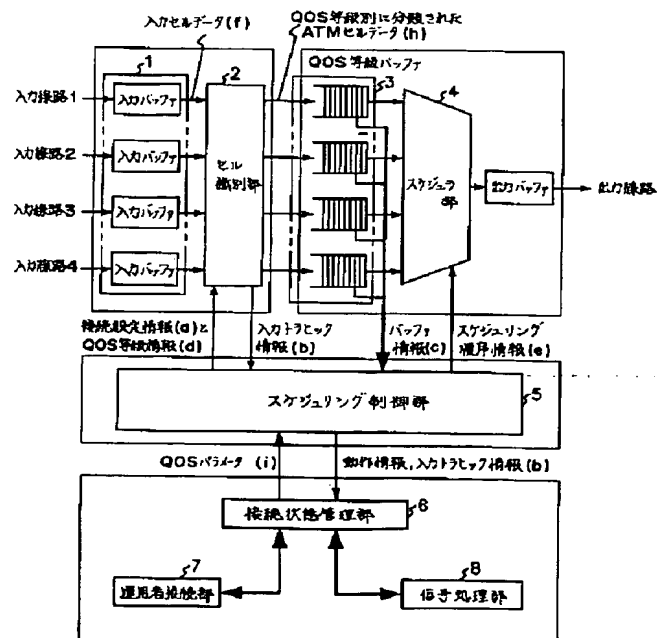 入力セルデータ(f)
QOS等級別に分類された
ATMセルデータ(h)
QOS等級バッファ
1
2
3
4
入力線路1
入力バッファ
入力線路2
入力バッファ
入力線路3
入力バッファ
入力線路4
入力バッファ
セル
識別部
スケジュラ
部
出力バッファ
出力線路
接続設定情報(a)と
QOS等級情報(d)
入力トラヒック
情報(b)
バッファ
情報(c)
スケジュリング
順序情報(e)
スケジュリング制御部
5
QOSパラメータ(i)
動作情報,入力トラヒック情報(b)
接続状態管理部
6
7
運用者接続部
8
信号処理部